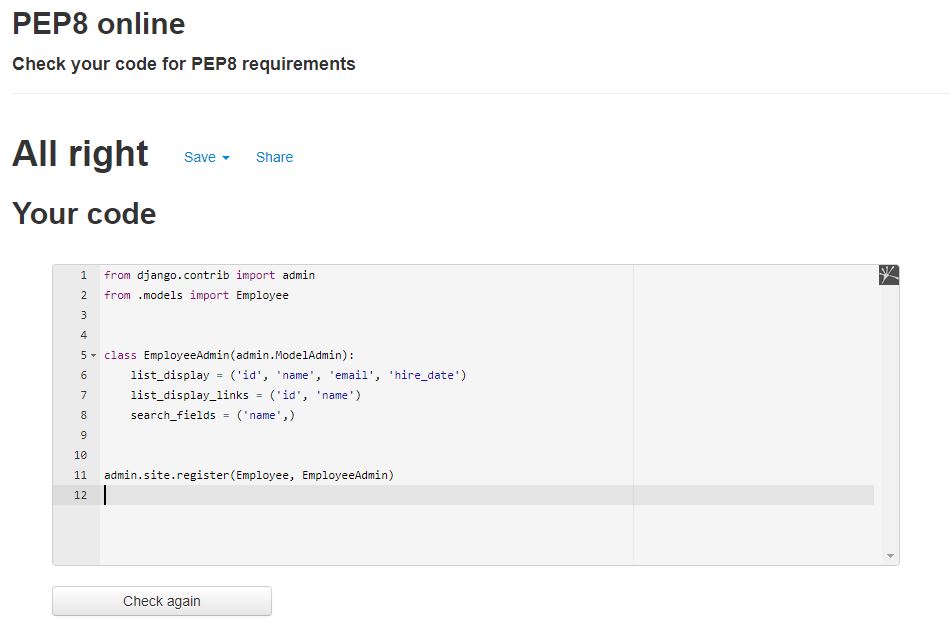 PEP8 online
Check your code for PEP8 requirements
All right Save Share
Your code
1 from django.contrib import admin
2 from .models import Employee
3
4
5 class EmployeeAdmin(admin.ModelAdmin):
6     list_display = ('id', 'name', 'email', 'hire_date')
7     list_display_links = ('id', 'name')
8     search_fields = ('name',)
9
10
11 admin.site.register(Employee, EmployeeAdmin)
12
Check again